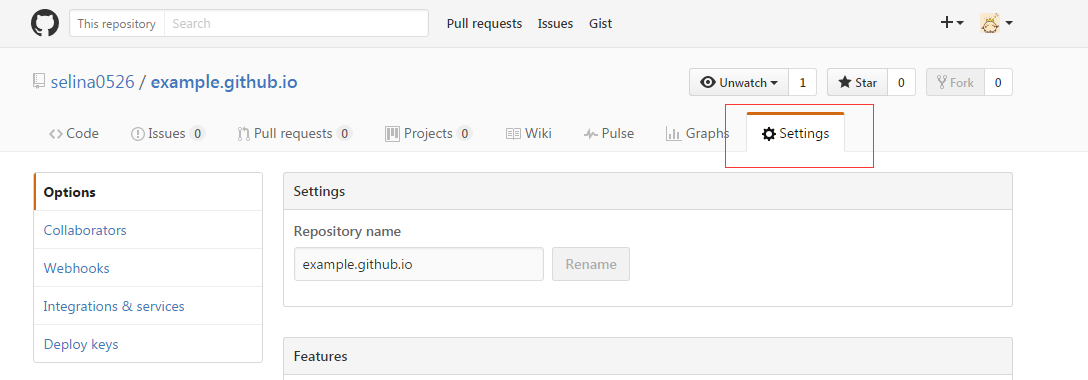 This repository Search Pull requests Issues Gist
selina0526 / example.github.io Unwatch 1 Star 0 Fork 0
Code Issues 0 Pull requests 0 Projects 0 Wiki Pulse Graphs Settings
Options
Collaborators
Webhooks
Integrations & services
Deploy keys
Settings
Repository name
example.github.io Rename
Features